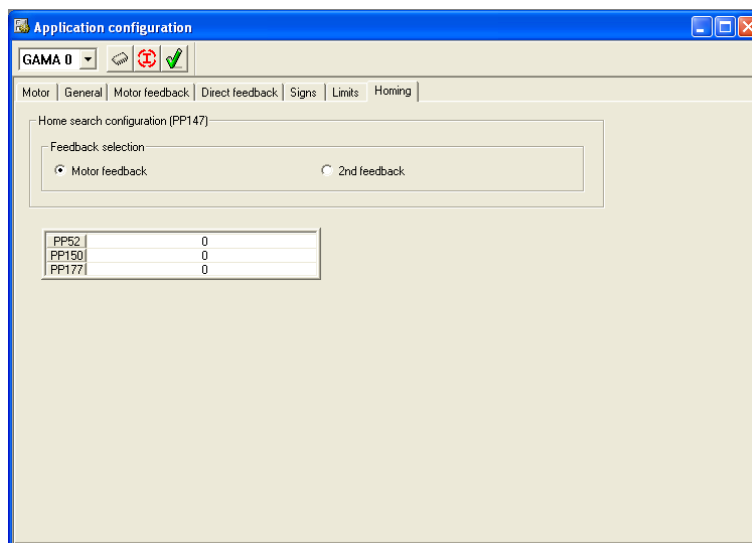 Application configuration
GAMA 0
Motor General Motor feedback Direct feedback Signs Limits Homing
Home search configuration (PP147)
Feedback selection
Motor feedback 2nd feedback
PP52 0
PP150 0
PP177 0